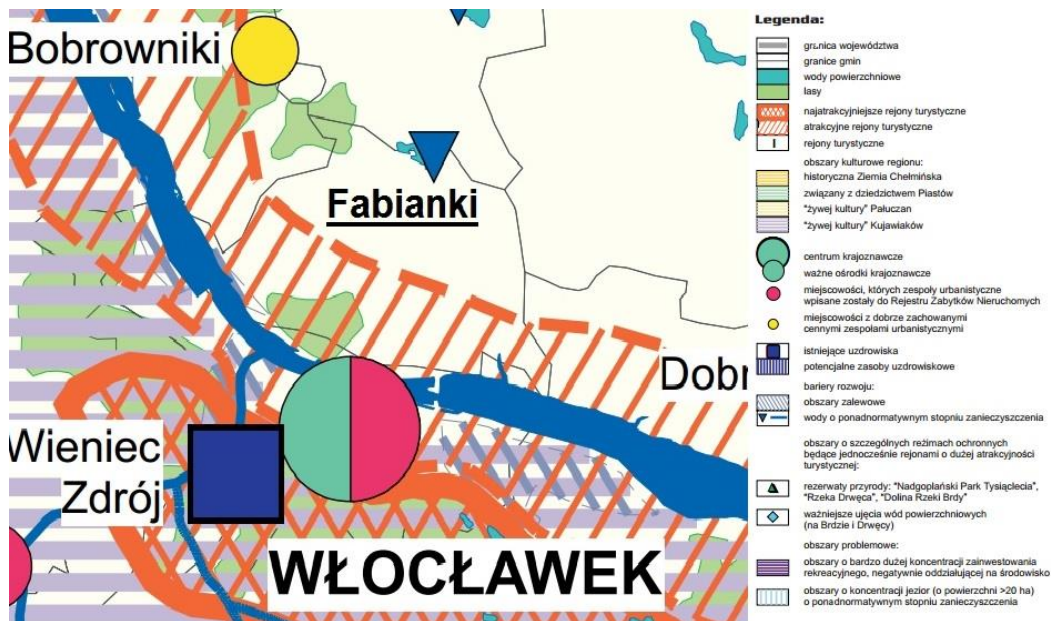 Bobrowniki
Fabianki
Dobr
Wieniec
Zdrój
WŁOCŁAWEK
Legenda:
granica województwa
granice gmin
wody powierzchniowe
lasy
najatrakcyjniejsze rejony turystyczne
atrakcyjne rejony turystyczne
rejony turystyczne
obszary kulturowe regionu:
historyczna Ziemia Chełmińska
związany z dziedzictwem Piastów
"żywej kultury" Pałuczan
"żywej kultury" Kujawiaków
centrum krajoznawcze
ważne ośrodki krajoznawcze
miejscowości, których zespoły urbanistyczne
wpisane zostały do Rejestru Zabytków Nieruchomych
miejscowości z dobrze zachowanymi
cennymi zespołami urbanistycznymi
istniejące uzdrowiska
potencjalne zasoby uzdrowiskowe
bariery rozwoju:
obszary zalewowe
wody o ponadnormatywnym stopniu zanieczyszczenia
obszary o szczególnych reżimach ochronnych
będące jednocześnie rejonami o dużej atrakcyjności
turystycznej:
rezerwaty przyrody: "Nadgoplański Park Tysiąclecia",
"Rzeka Drwęca", "Dolina Rzeki Brdy"
ważniejsze ujęcia wód powierzchniowych
(na Brdzie i Drwęcy)
obszary problemowe:
obszary o bardzo dużej koncentracji zainwestowania
rekreacyjnego, negatywnie oddziałującej na środowisko
obszary o koncentracji jezior (o powierzchni >20 ha)
o ponadnormatywnym stopniu zanieczyszczenia